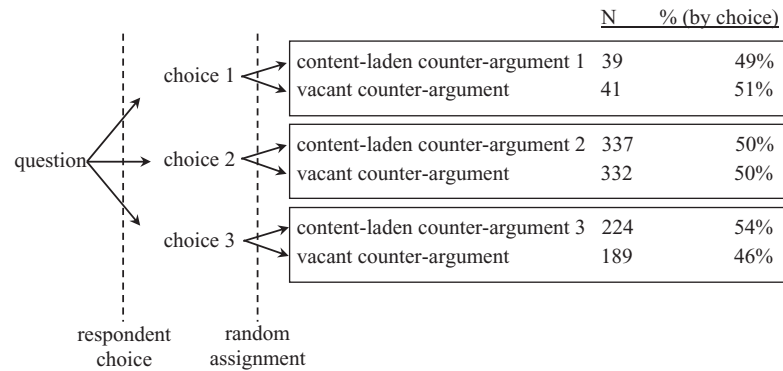 N % (by choice)
content-laden counter-argument 1 39 49%
choice 1
vacant counter-argument 41 51%
content-laden counter-argument 2 337 50%
question choice 2
vacant counter-argument 332 50%
content-laden counter-argument 3 224 54%
choice 3
vacant counter-argument 189 46%
respondent random
choice assignment